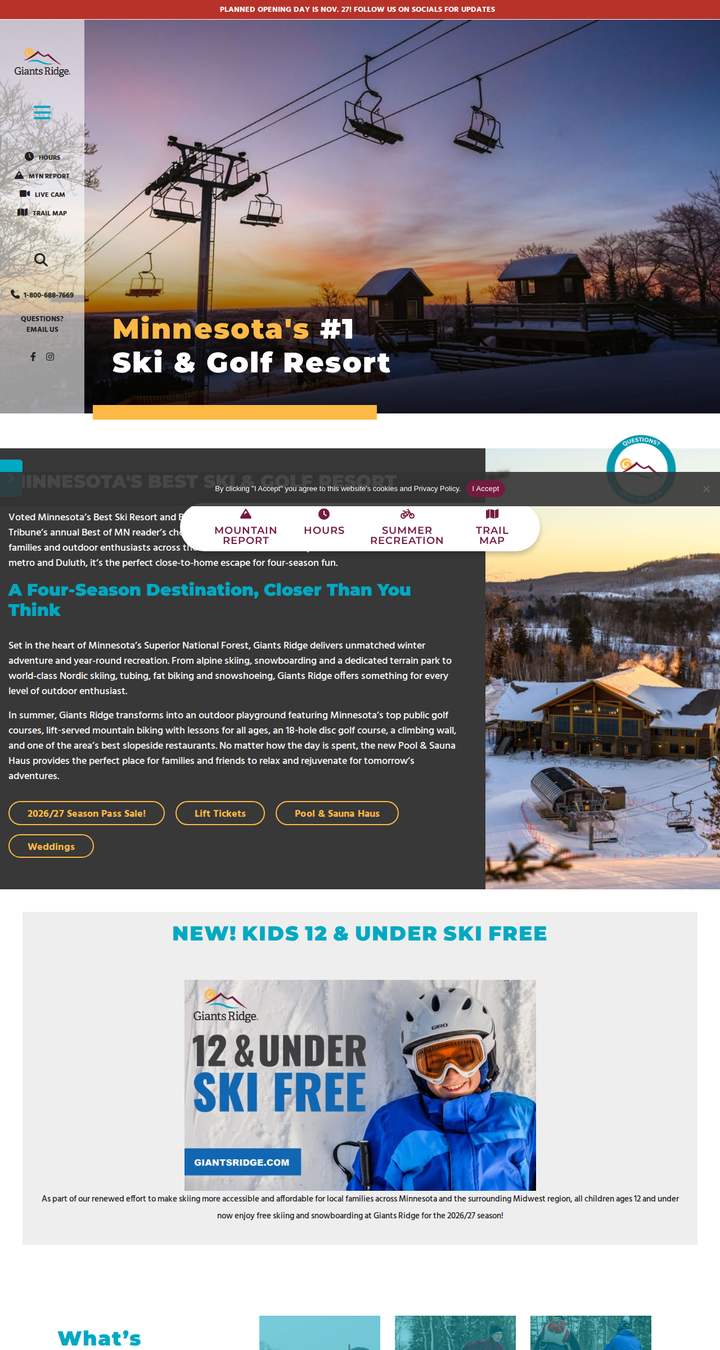 PLANNED OPENING DAY IS NOV. 27! FOLLOW US ON SOCIALS FOR UPDATES
Giants Ridge.
HOURS
MTN REPORT
LIVE CAM
TRAIL MAP
1-800-688-7669
QUESTIONS?
EMAIL US
Minnesota's #1
Ski & Golf Resort
QUESTIONS?
MINNESOTA'S BEST SKI & GOLF RESORT
By clicking "I Accept" you agree to this website's cookies and Privacy Policy.
I Accept
MOUNTAIN
REPORT
HOURS
SUMMER
RECREATION
TRAIL
MAP
Voted Minnesota's Best Ski Resort and
Tribune's annual Best of MN reader's
families and outdoor enthusiasts across
metro and Duluth, it's the perfect close-to-home escape for four-season fun.
A Four-Season Destination, Closer Than You
Think
Set in the heart of Minnesota's Superior National Forest, Giants Ridge delivers unmatched winter
adventure and year-round recreation. From alpine skiing, snowboarding and a dedicated terrain park to
world-class Nordic skiing, tubing, fat biking and snowshoeing, Giants Ridge offers something for every
level of outdoor enthusiast.
In summer, Giants Ridge transforms into an outdoor playground featuring Minnesota's top public golf
courses, lift-served mountain biking with lessons for all ages, an 18-hole disc golf course, a climbing wall,
and one of the area's best slopeside restaurants. No matter how the day is spent, the new Pool & Sauna
Haus provides the perfect place for families and friends to relax and rejuvenate for tomorrow's
adventures.
2026/27 Season Pass Sale!
Lift Tickets
Pool & Sauna Haus
Weddings
NEW! KIDS 12 & UNDER SKI FREE
Giants Ridge.
GIRO
12 & UNDER
SKI FREE
GIANTSRIDGE.COM
As part of our renewed effort to make skiing more accessible and affordable for local families across Minnesota and the surrounding Midwest region, all children ages 12 and under
now enjoy free skiing and snowboarding at Giants Ridge for the 2026/27 season!
What's